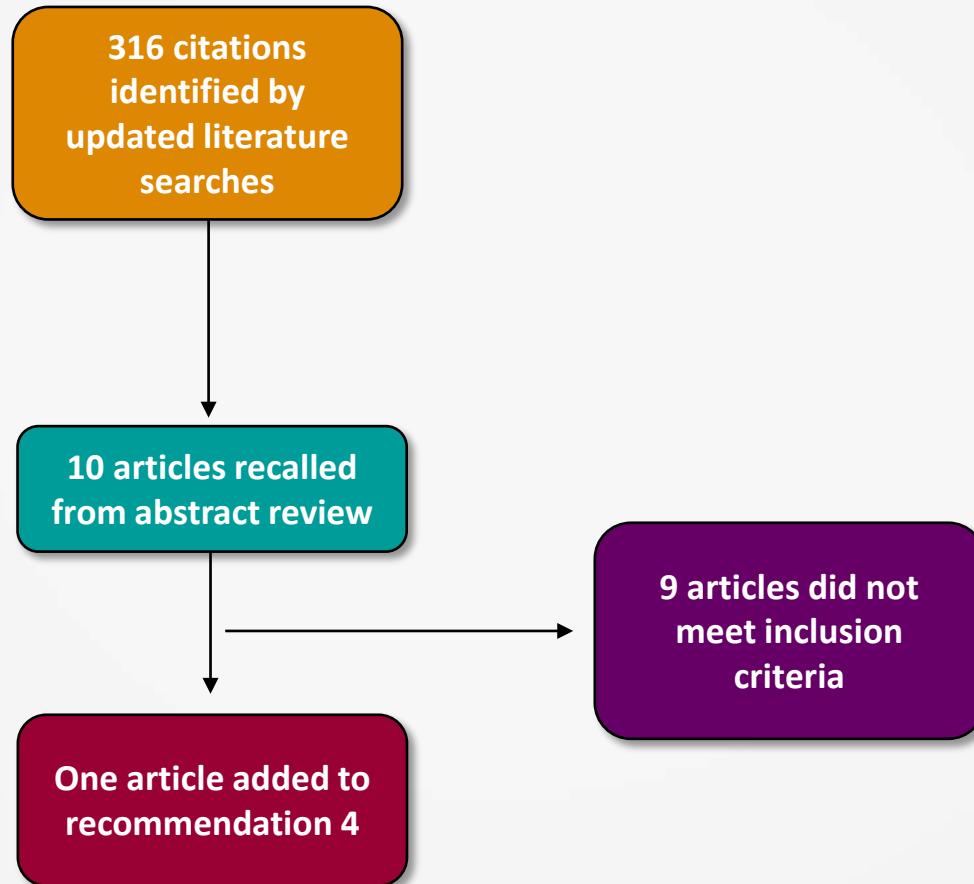 316 citations
identified by
updated literature
searches
10 articles recalled
from abstract review
9 articles did not
meet inclusion
criteria
One article added to
recommendation 4